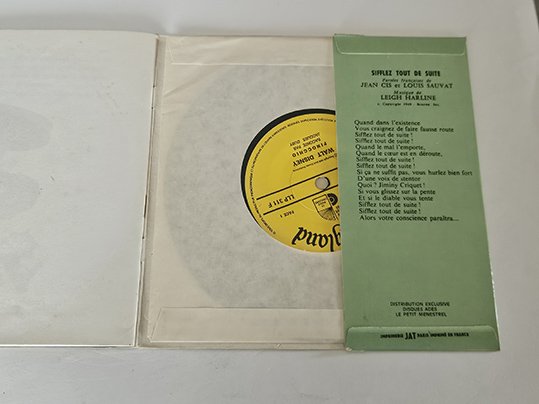 SIFFLEZ TOUT DE SUITE
Paroles françaises de
JEAN CIS et LOUIS SAUVAT
Musique de
LEIGH HARLINE
Quand dans l'existence
Vous craignez de faire fausse route
Sifflez tout de suite !
Sifflez tout de suite !
Quand le mal l'emporte,
Quand le cœur est en déroute,
Sifflez tout de suite !
Sifflez tout de suite !
Si ça ne suffit pas, vous hurlez bien fort
D'une voix de stentor
Quoi ? Jiminy Criquet !
Si vous glissez sur la pente
Et si le diable vous tente
Sifflez tout de suite !
Sifflez tout de suite !
Alors votre conscience paraîtra...
DISTRIBUTION EXCLUSIVE
DISQUES ADES
LE PETIT MENESTREL
IMPRIMERIE JAT PARIS IMPRIMÉ EN FRANCE
LLP 311 F
FACE 1
WALT DISNEY
PINOCCHIO
RACONTÉ PAR